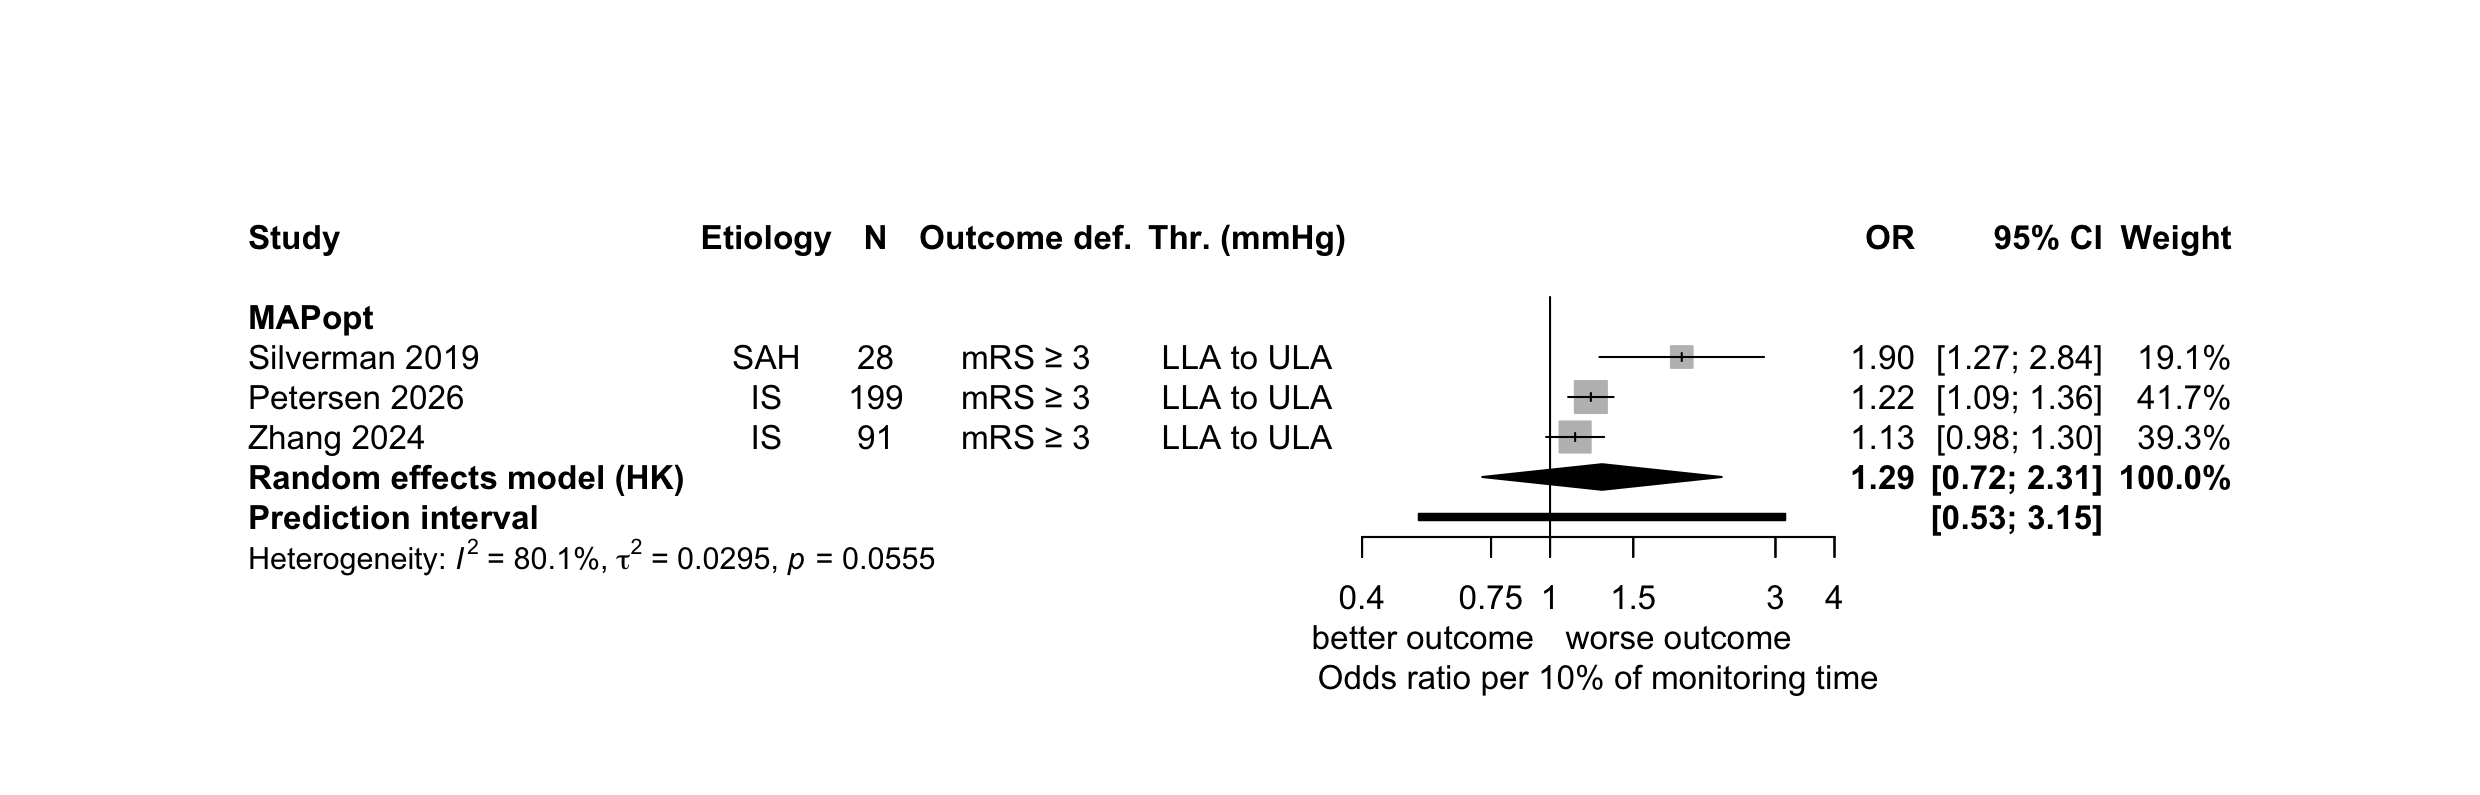 Study Etiology N Outcome def. Thr. (mmHg) OR 95% CI Weight
MAPopt
Silverman 2019 SAH 28 mRS ≥ 3 LLA to ULA 1.90 [1.27; 2.84] 19.1%
Petersen 2026 IS 199 mRS ≥ 3 LLA to ULA 1.22 [1.09; 1.36] 41.7%
Zhang 2024 IS 91 mRS ≥ 3 LLA to ULA 1.13 [0.98; 1.30] 39.3%
Random effects model (HK) 1.29 [0.72; 2.31] 100.0%
Prediction interval [0.53; 3.15]
Heterogeneity: I² = 80.1%, τ² = 0.0295, p = 0.0555
0.4 0.75 1 1.5 3 4
better outcome worse outcome
Odds ratio per 10% of monitoring time